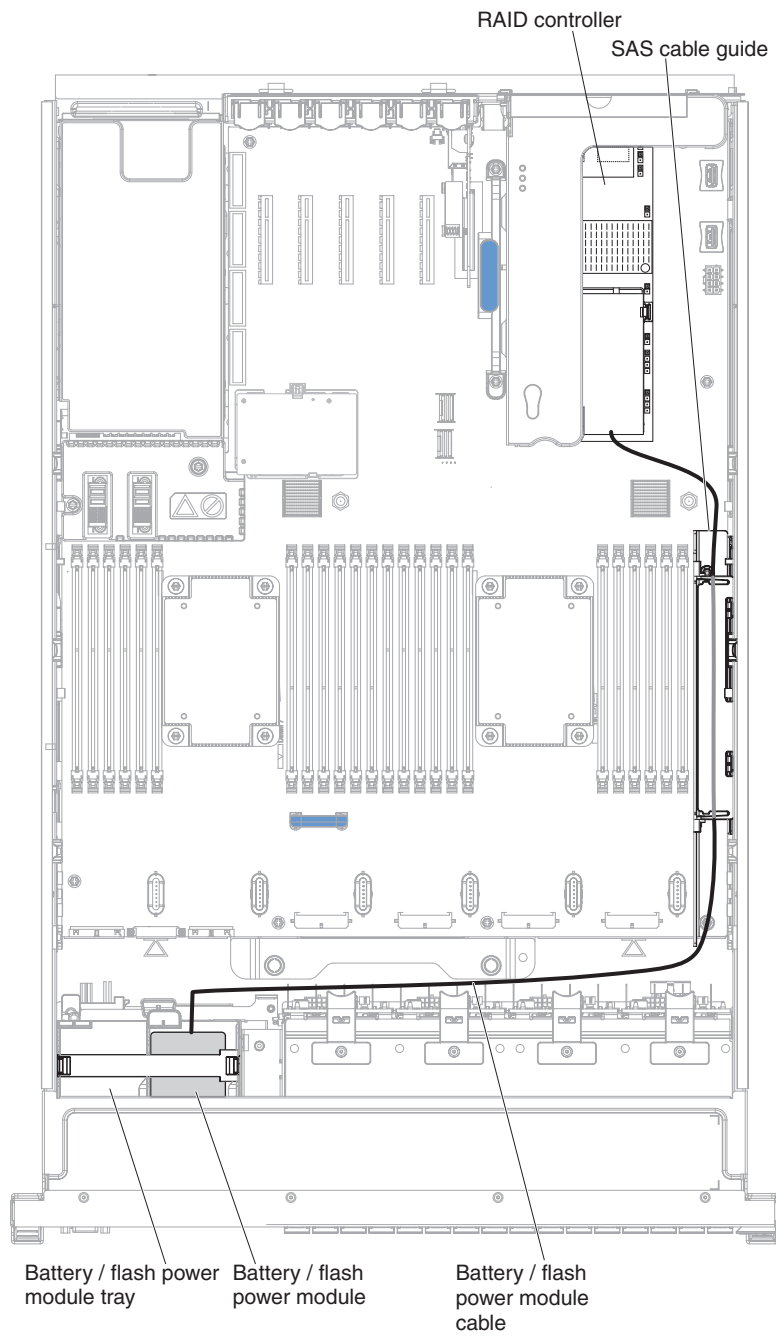 RAID controller
SAS cable guide
Battery / flash power
module tray
Battery / flash
power module
Battery / flash
power module
cable